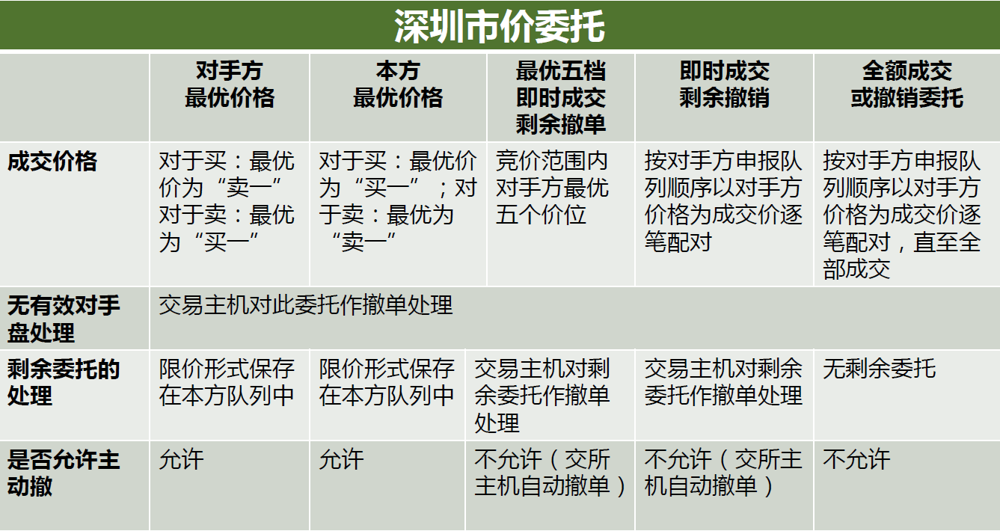 深圳市价委托
对手方
最优价格
本方
最优价格
最优五档
即时成交
剩余撤单
即时成交
剩余撤销
全额成交
或撤销委托
成交价格
对于买：最优
价为“卖一”
对于卖：最优
为“买一”
对于买：最优价
为“买一”；对
于卖：最优为
“卖一”
竞价范围内
对手方最优
五个价位
按对手方申报队
列顺序以对手方
价格为成交价逐
笔配对
按对手方申报队
列顺序以对手方
价格为成交价逐
笔配对，直至全
部成交
无有效对手
盘处理
交易主机对此委托作撤单处理
剩余委托的
处理
限价形式保存
在本方队列中
限价形式保存
在本方队列中
交易主机对剩
余委托作撤单
处理
交易主机对剩余
委托作撤单处理
无剩余委托
是否允许主
动撤
允许
允许
不允许（交所
主机自动撤单）
不允许（交所主
机自动撤单）
不允许